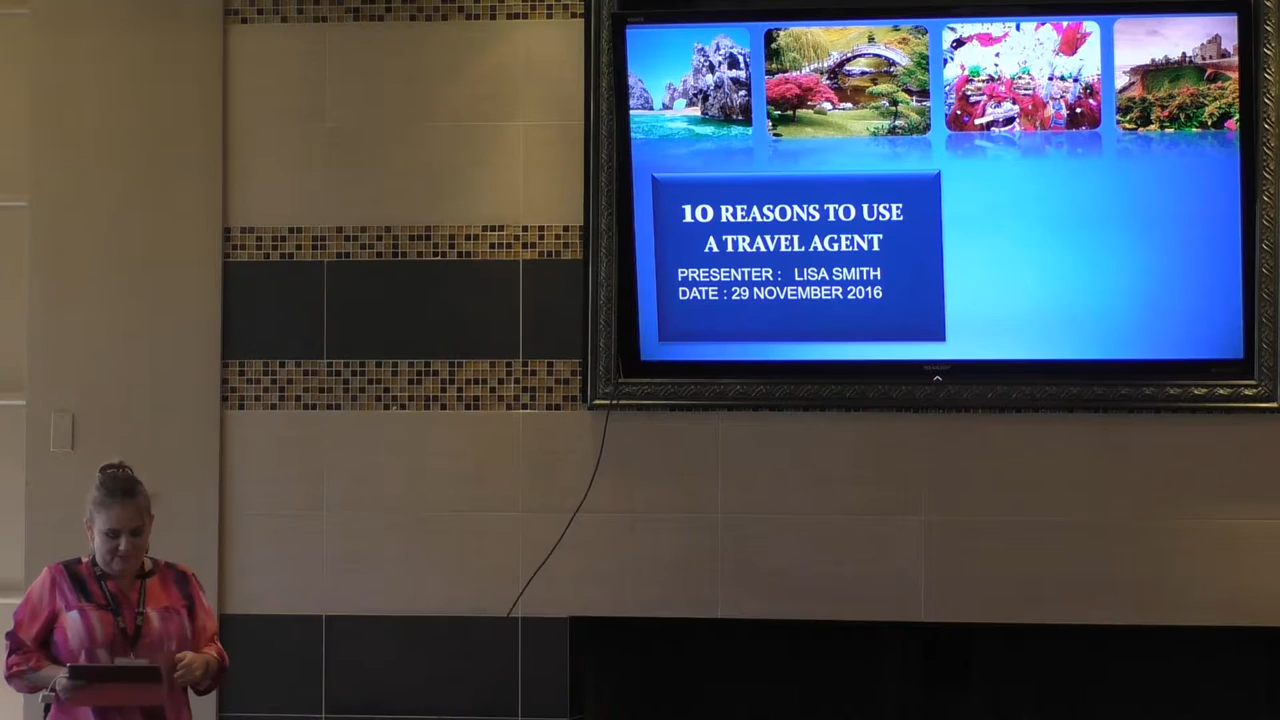 10 REASONS TO USE
A TRAVEL AGENT
PRESENTER : LISA SMITH
DATE : 29 NOVEMBER 2016